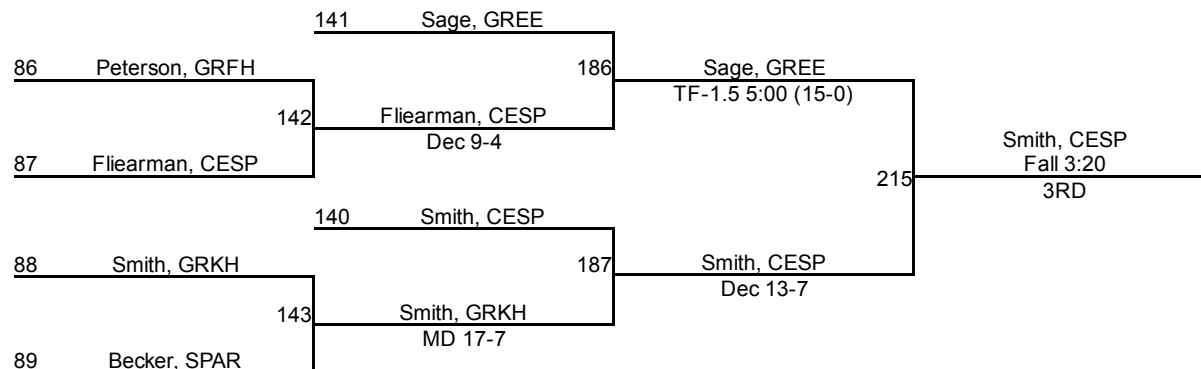 141 Sage, GREE
86 Peterson, GRFH
186 Sage, GREE
TF-1.5 5:00 (15-0)
142 Fliearman, CESP
Dec 9-4
87 Fliearman, CESP
Smith, CESP
Fall 3:20
215
3RD
140 Smith, CESP
88 Smith, GRKH
187 Smith, CESP
Dec 13-7
143 Smith, GRKH
MD 17-7
89 Becker, SPAR